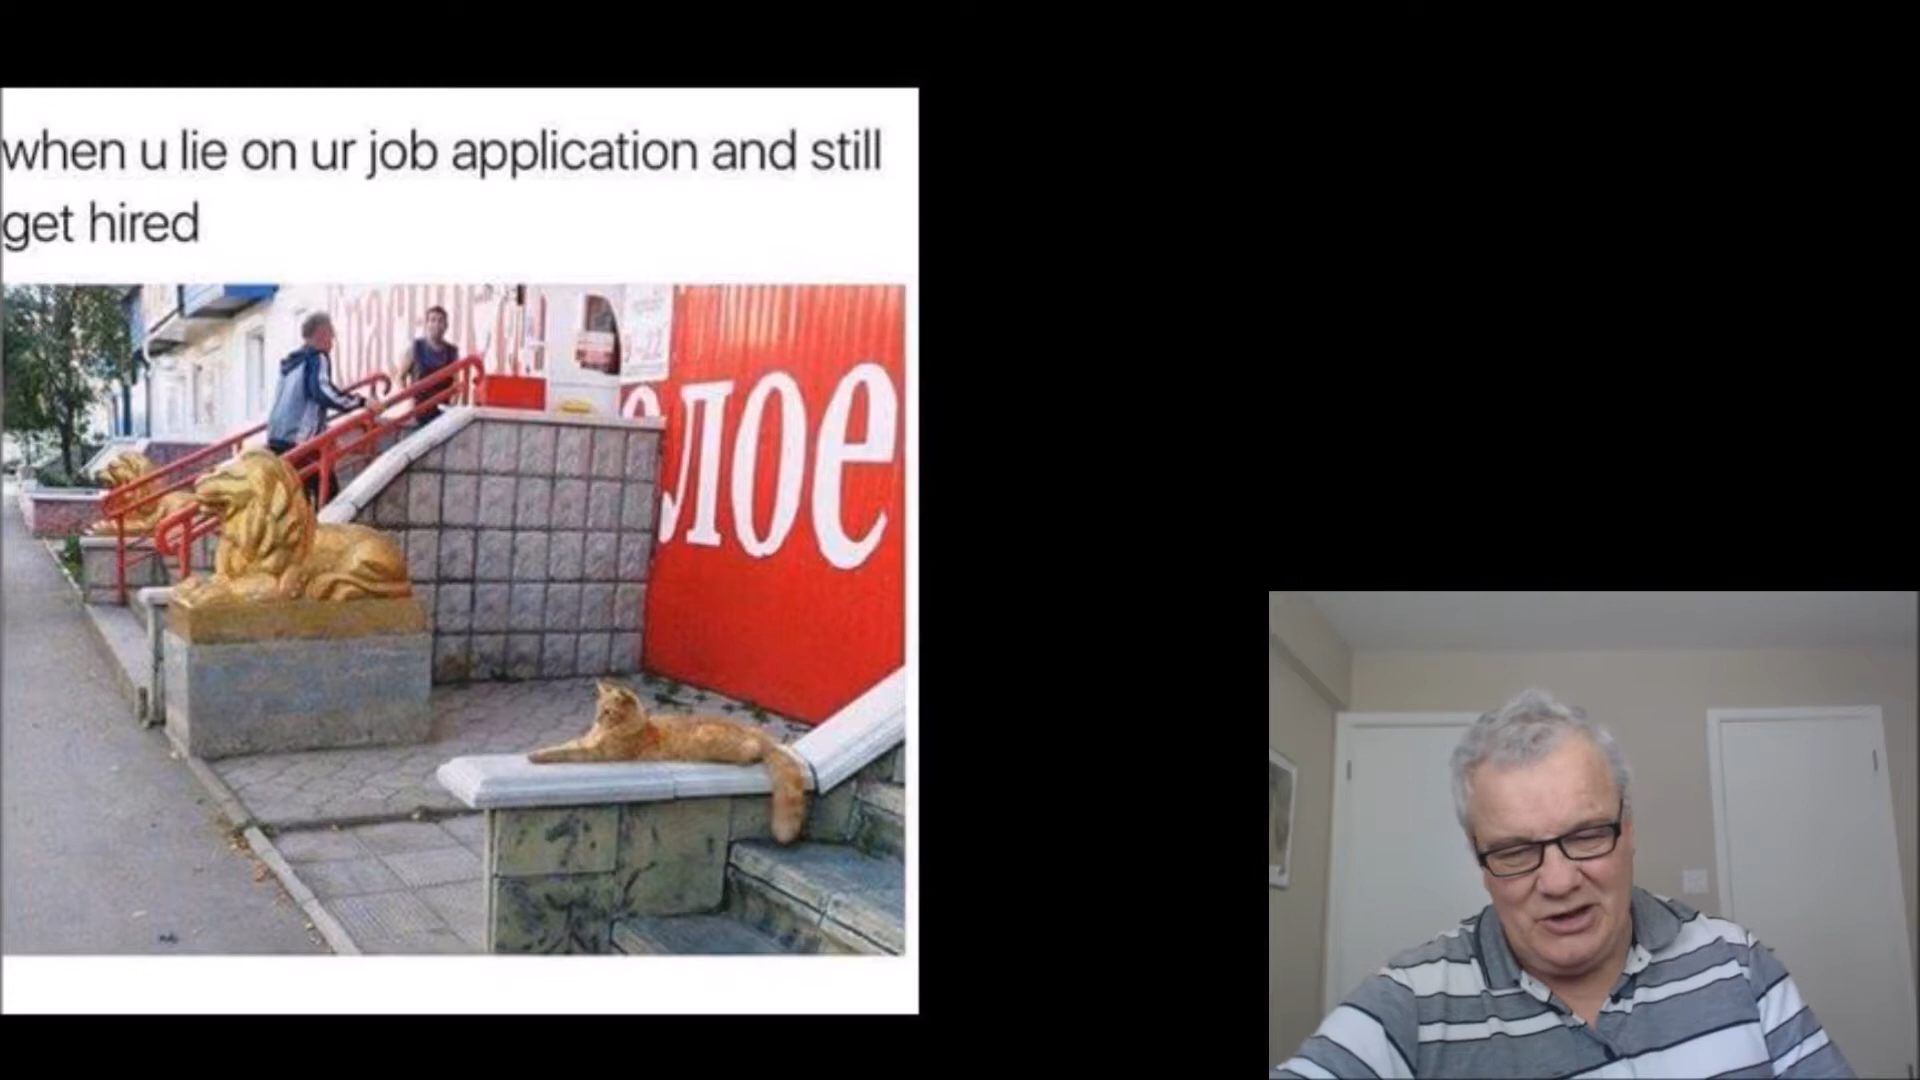 when u lie on ur job application and still
get hired
лое